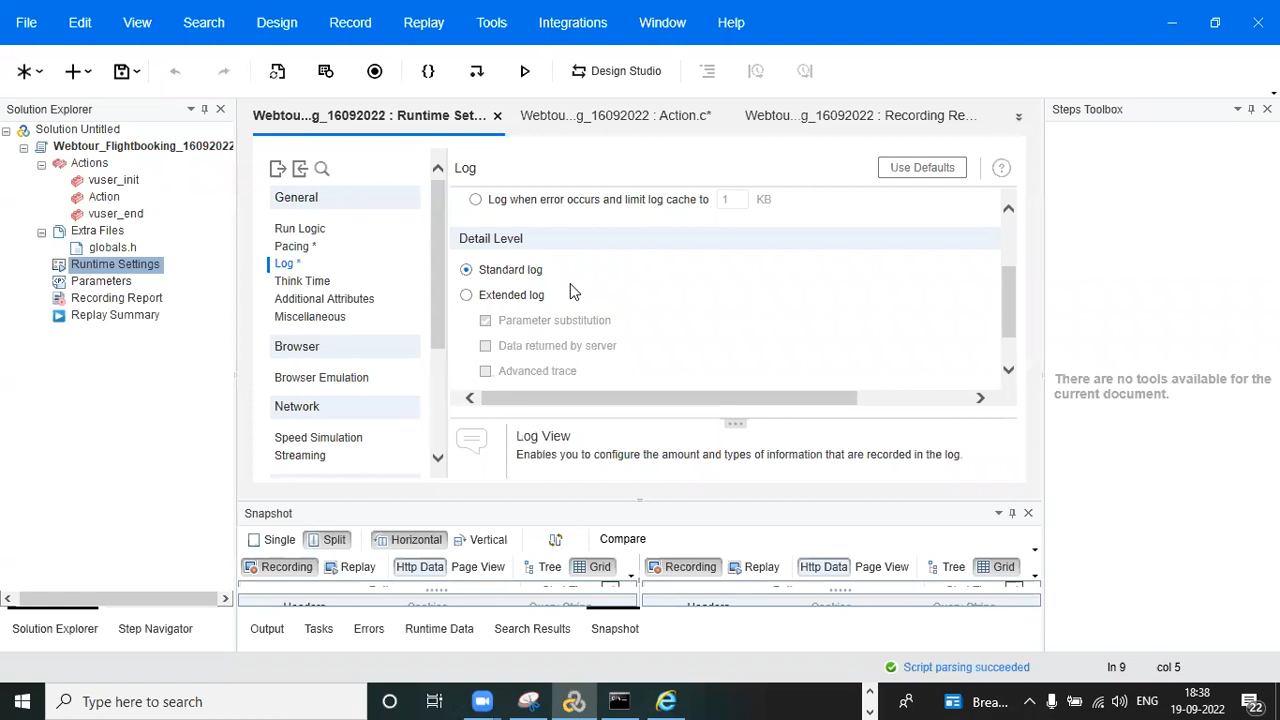 File Edit View Search Design Record Replay Tools Integrations Window Help
Design Studio
Solution Explorer
Solution Untitled
Webtour_Flightbooking_16092022
Actions
vuser_init
Action
vuser_end
Extra Files
globals.h
Runtime Settings
Parameters
Recording Report
Replay Summary
Webtou...g_16092022 : Runtime Set...
Webtou...g_16092022 : Action.c*
Webtou...g_16092022 : Recording Re...
General
Run Logic
Pacing *
Log *
Think Time
Additional Attributes
Miscellaneous
Browser
Browser Emulation
Network
Speed Simulation
Streaming
Log
Use Defaults
?
Log when error occurs and limit log cache to 1 KB
Detail Level
Standard log
Extended log
Parameter substitution
Data returned by server
Advanced trace
Log View
Enables you to configure the amount and types of information that are recorded in the log.
Steps Toolbox
There are no tools available for the
current document.
Snapshot
Single Split Horizontal Vertical Compare
Recording Replay Http Data Page View Tree Grid
Recording Replay Http Data Page View Tree Grid
Solution Explorer Step Navigator
Output Tasks Errors Runtime Data Search Results Snapshot
Script parsing succeeded ln 9 col 5
Type here to search
Brea...
ENG
18:38
19-09-2022
22